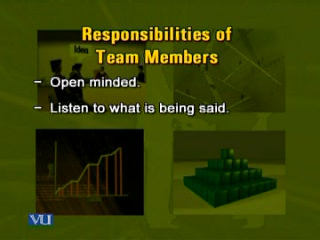 Idea
Responsibilities of
Team Members
- Open minded.
- Listen to what is being said.
VU